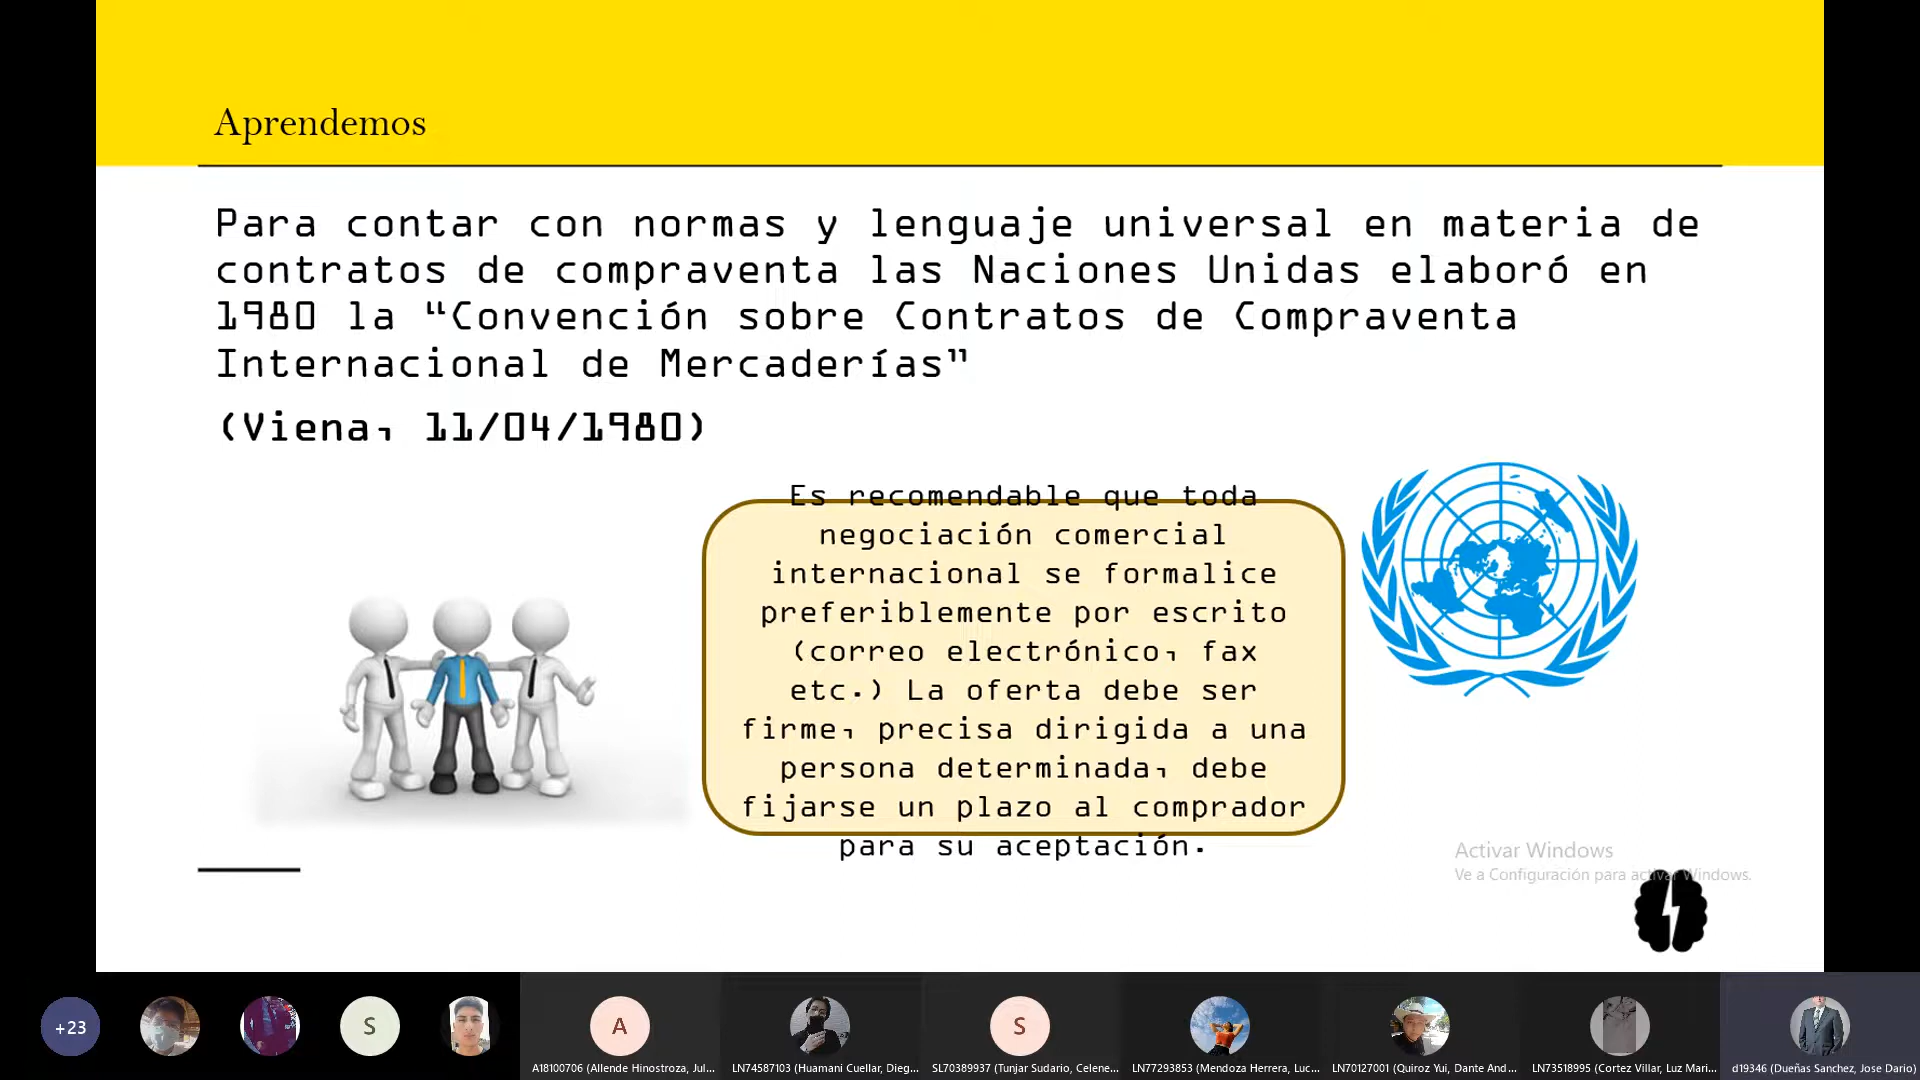 Aprendemos
Para contar con normas y lenguaje universal en materia de
contratos de compraventa las Naciones Unidas elaboró en
1980 la “Convención sobre Contratos de Compraventa
Internacional de Mercaderías”
(Viena, 11/04/1980)
Es recomendable que toda
negociación comercial
internacional se formalice
preferiblemente por escrito
(correo electrónico, fax
etc.) La oferta debe ser
firme, precisa dirigida a una
persona determinada, debe
fijarse un plazo al comprador
para su aceptación.
Activar Windows
Ve a Configuración para activar Windows.
+23
S
A
S
A18100706 (Allende Hinostroza, Jul...
LN74587103 (Huamani Cuellar, Dieg...
SL70389937 (Tunjar Sudario, Celene...
LN77293853 (Mendoza Herrera, Luc...
LN70127001 (Quiroz Yui, Dante And...
LN73518995 (Cortez Villar, Luz Mari...
d19346 (Dueñas Sanchez, Jose Dario)